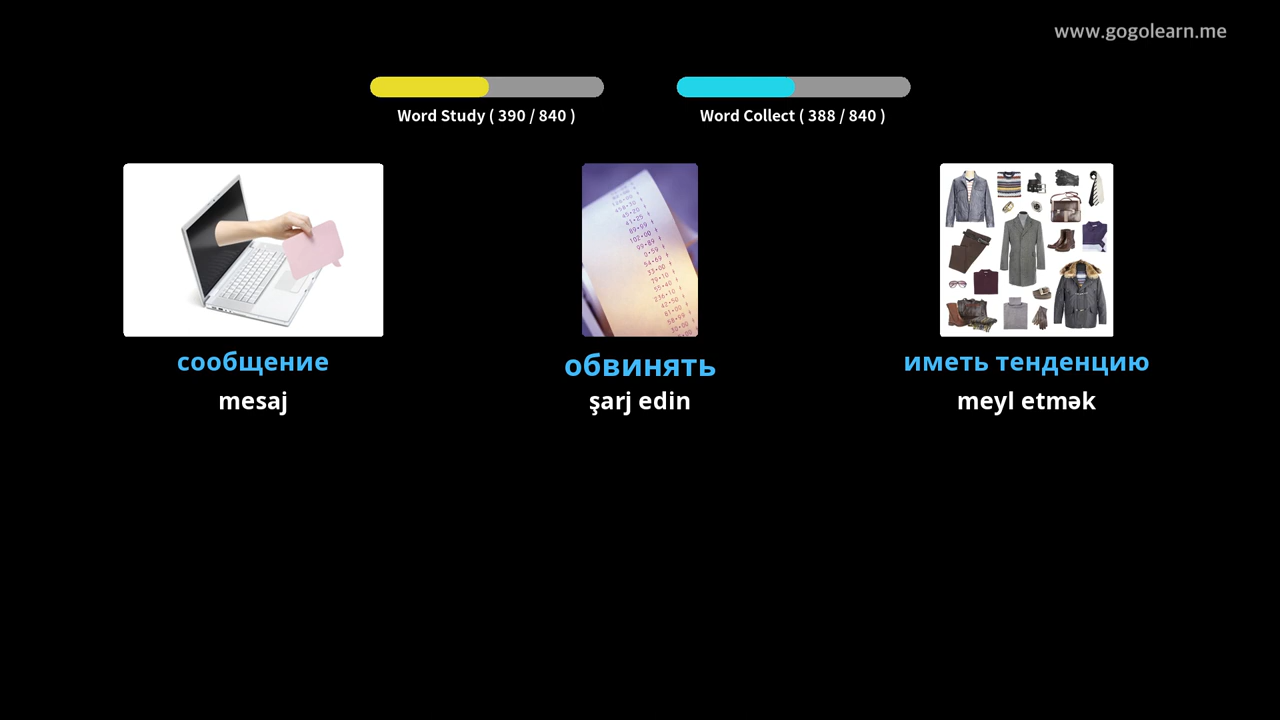 www.gogolearn.me
Word Study ( 390 / 840 )
Word Collect ( 388 / 840 )
сообщение
обвинять
иметь тенденцию
mesaj
şarj edin
meyl etmək